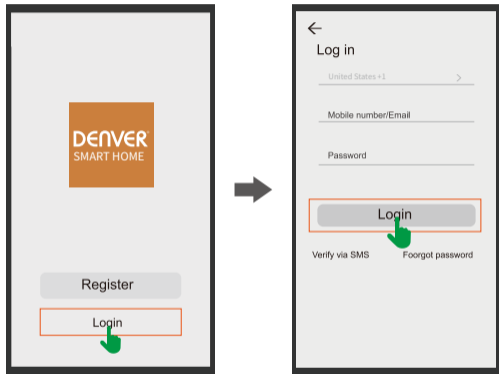 DENVER
SMART HOME
Register
Login
Log in
United States +1
Mobile number/Email
Password
Login
Verify via SMS
Foorgot password